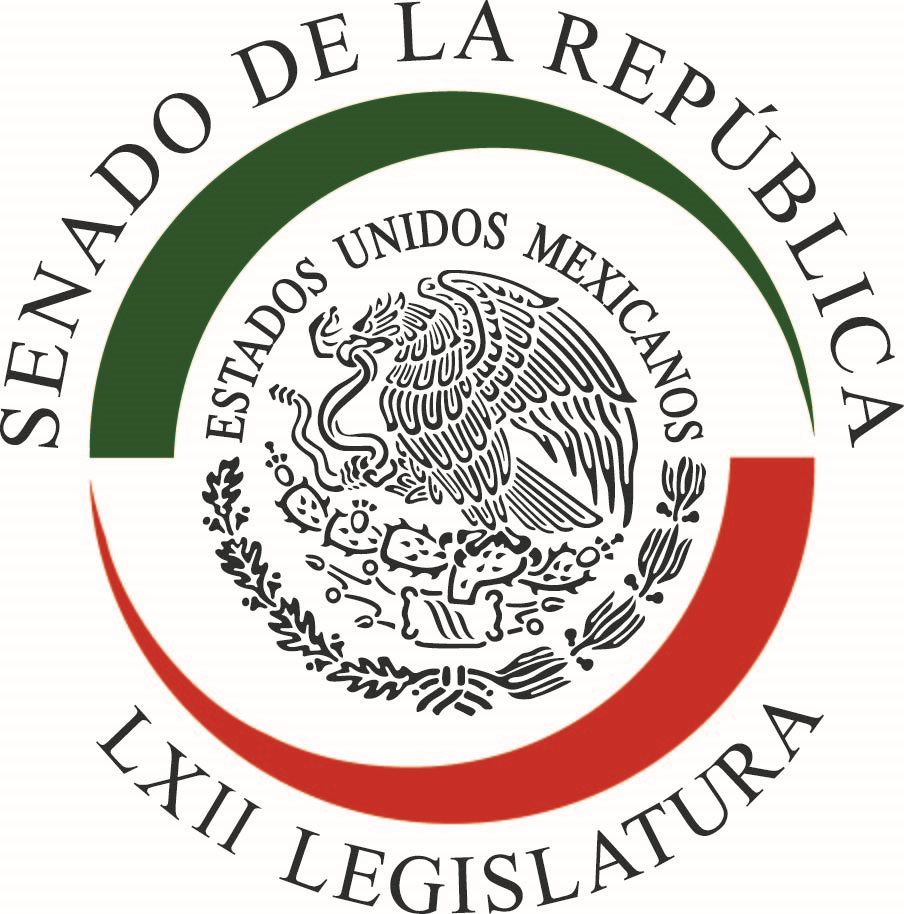 SENADO DE LA REPÚBLICA
ESTADOS UNIDOS MEXICANOS
LXII LEGISLATURA